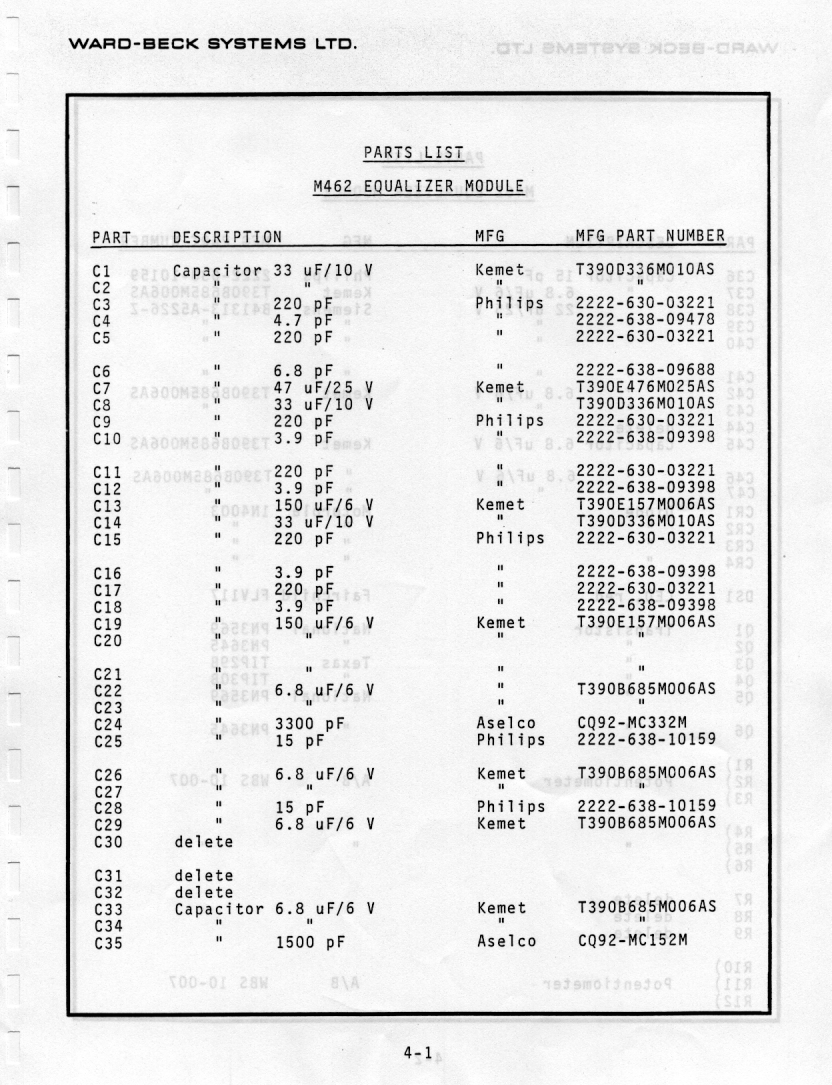 WARD-BECK SYSTEMS LTD.
PARTS LIST
M462 EQUALIZER MODULE
PART DESCRIPTION MFG MFG PART NUMBER
C1 Capacitor 33 uF/10 V Kemet T390D336M010AS
C2 " " " "
C3 " 220 pF Philips 2222-630-03221
C4 " 4.7 pF " 2222-638-09478
C5 " 220 pF " 2222-630-03221
C6 " 6.8 pF " 2222-638-09688
C7 " 47 uF/25 V Kemet T390E476M025AS
C8 " 33 uF/10 V " T390D336M010AS
C9 " 220 pF Philips 2222-630-03221
C10 " 3.9 pF " 2222-638-09398
C11 " 220 pF " 2222-630-03221
C12 " 3.9 pF " 2222-638-09398
C13 " 150 uF/6 V Kemet T390E157M006AS
C14 " 33 uF/10 V " T390D336M010AS
C15 " 220 pF Philips 2222-630-03221
C16 " 3.9 pF " 2222-638-09398
C17 " 220 pF " 2222-630-03221
C18 " 3.9 pF " 2222-638-09398
C19 " 150 uF/6 V Kemet T390E157M006AS
C20 " " " "
C21 " " " "
C22 " 6.8 uF/6 V " T390B685M006AS
C23 " " " "
C24 " 3300 pF Aselco CQ92-MC332M
C25 " 15 pF Philips 2222-638-10159
C26 " 6.8 uF/6 V Kemet T390B685M006AS
C27 " " " "
C28 " 15 pF Philips 2222-638-10159
C29 " 6.8 uF/6 V Kemet T390B685M006AS
C30 delete
C31 delete
C32 delete
C33 Capacitor 6.8 uF/6 V Kemet T390B685M006AS
C34 " " " "
C35 " 1500 pF Aselco CQ92-MC152M
4-1